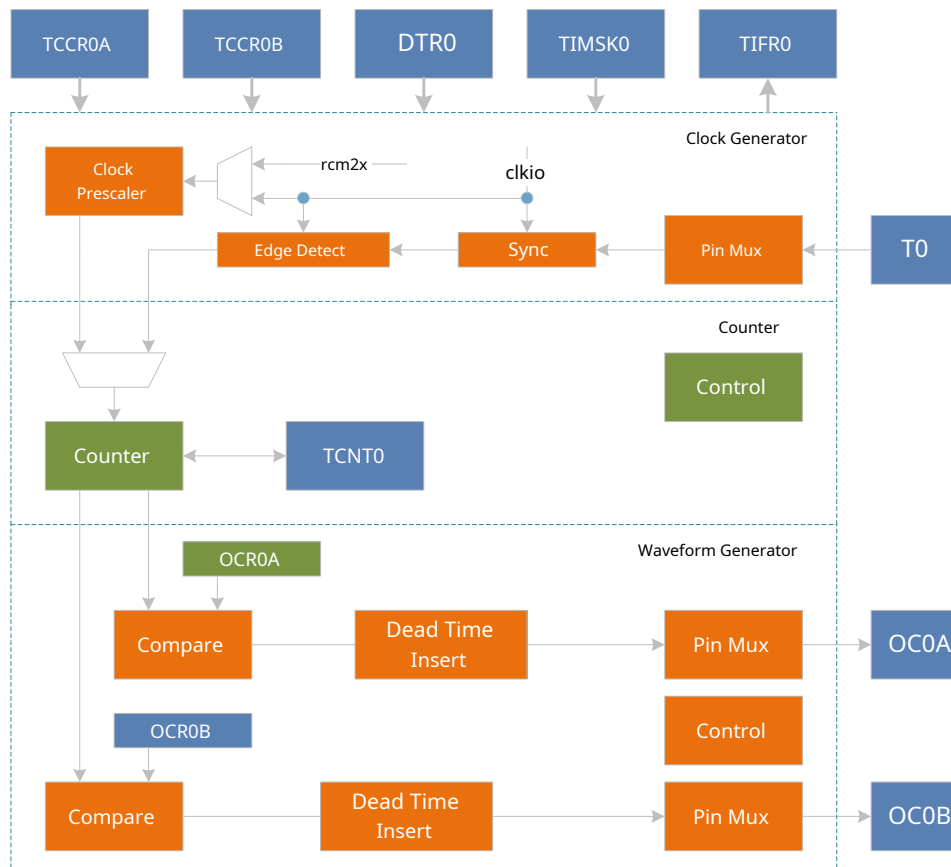 TCCR0A
TCCR0B
DTR0
TIMSK0
TIFR0
Clock Generator
Clock
Prescaler
rcm2x
clkio
Edge Detect
Sync
Pin Mux
T0
Counter
Control
Counter
TCNT0
Waveform Generator
OCR0A
Compare
Dead Time
Insert
Pin Mux
OC0A
OCR0B
Control
Compare
Dead Time
Insert
Pin Mux
OC0B